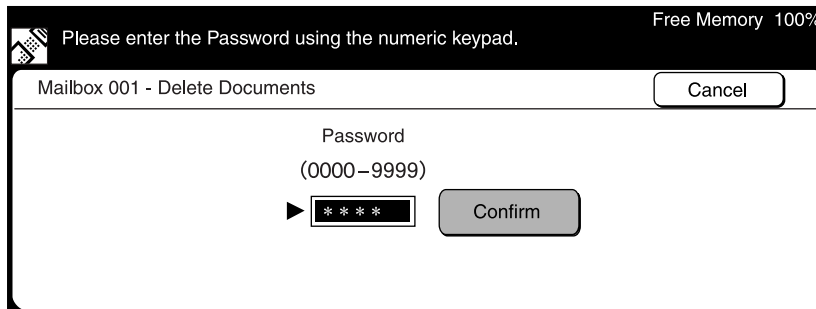 Free Memory 100%
Please enter the Password using the numeric keypad.
Mailbox 001 - Delete Documents
Cancel
Password
(0000–9999)
****
Confirm